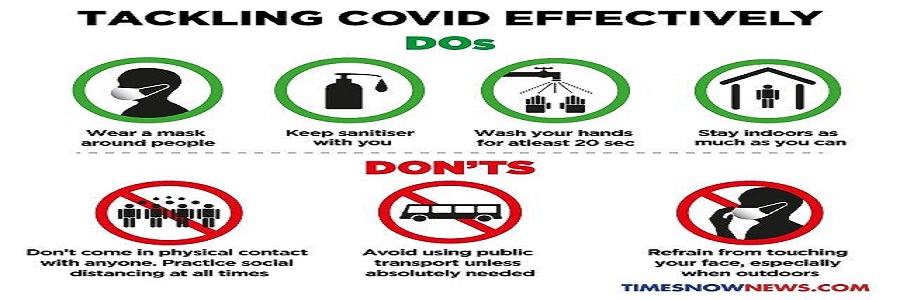 TACKLING COVID EFFECTIVELY
DOs
Wear a mask
around people
Keep sanitiser
with you
Wash your hands
for atleast 20 sec
Stay indoors as
much as you can
DON'TS
Don't come in physical contact
with anyone. Practice social
distancing at all times
Avoid using public
transport unless
absolutely needed
Refrain from touching
your face, especially
when outdoors
TIMESNOWNEWS.COM